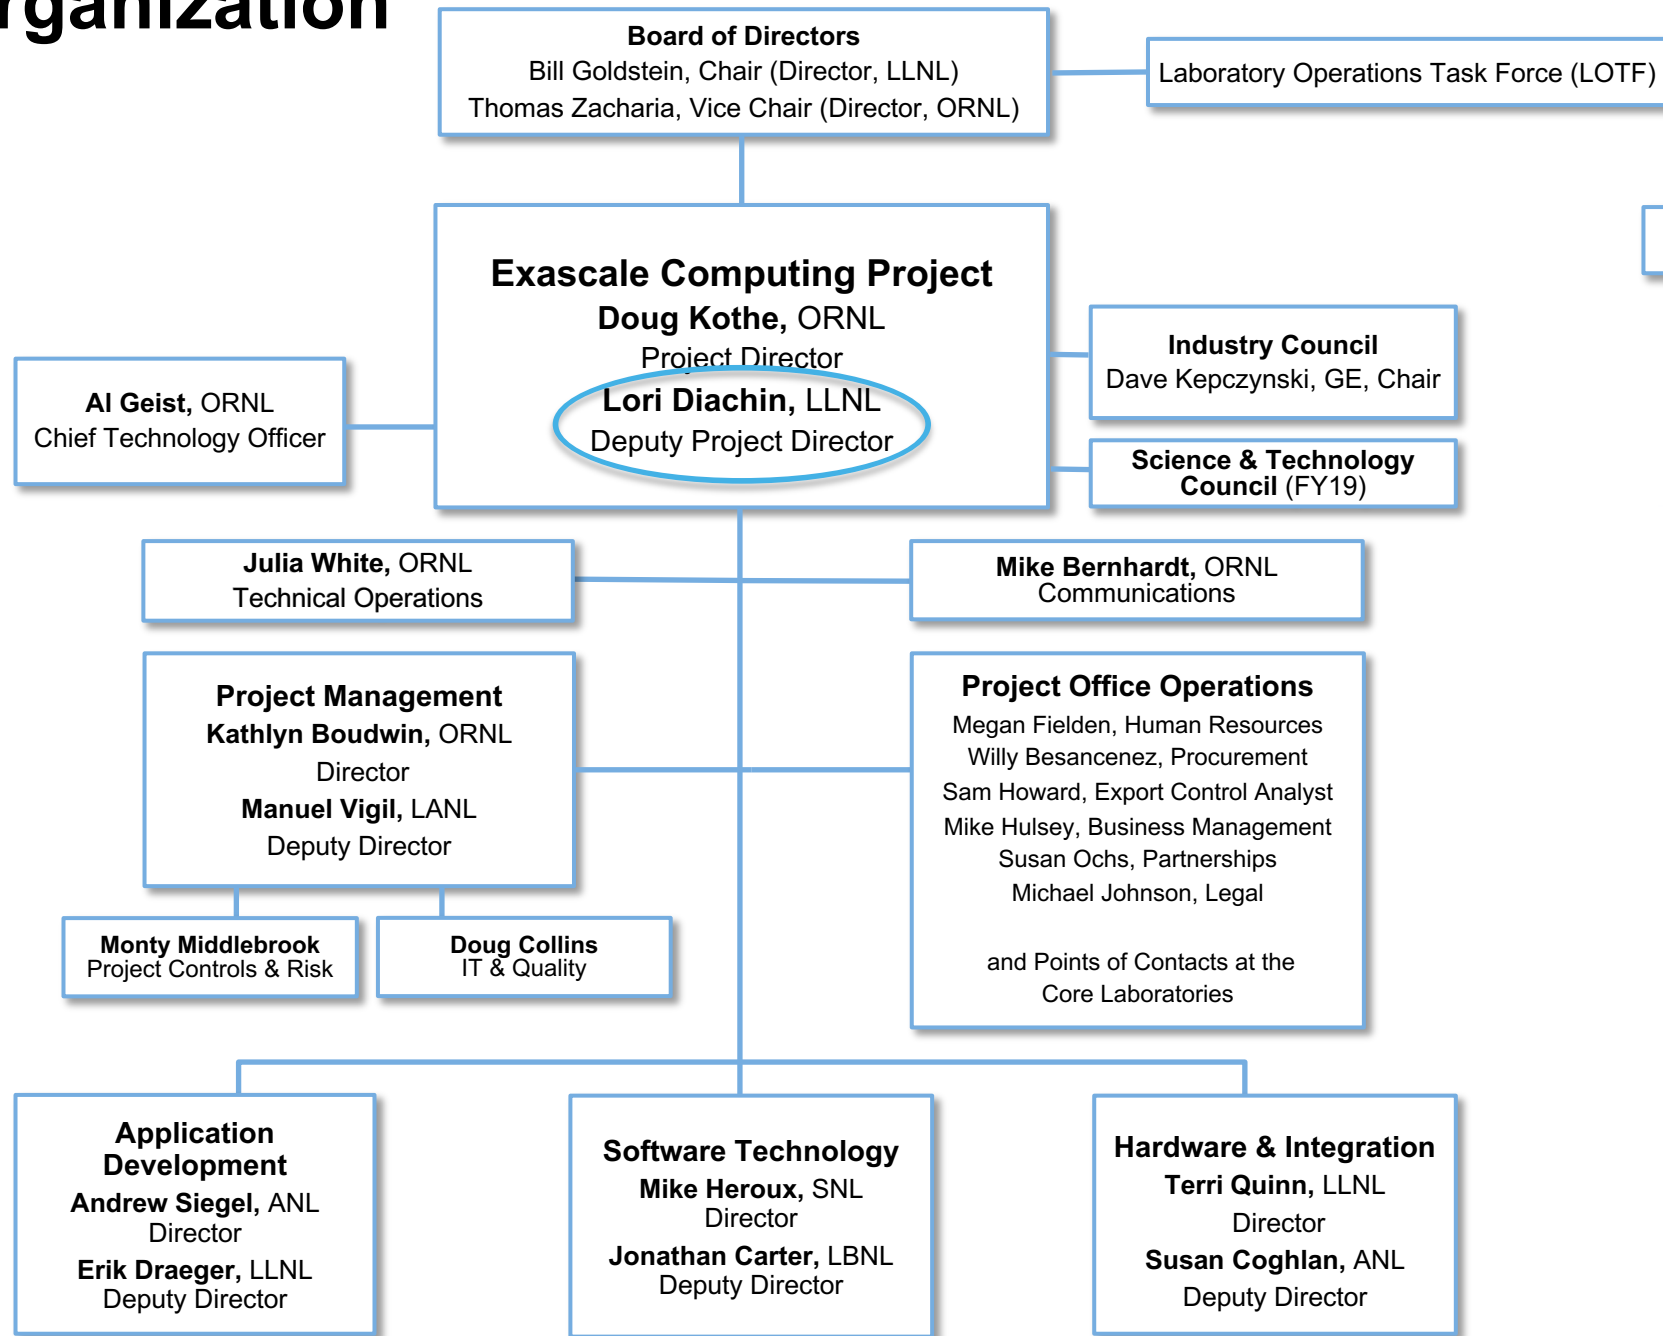 rganization
Board of Directors
Bill Goldstein, Chair (Director, LLNL)
Thomas Zacharia, Vice Chair (Director, ORNL)
Laboratory Operations Task Force (LOTF)
Exascale Computing Project
Doug Kothe, ORNL
Project Director
Lori Diachin, LLNL
Deputy Project Director
Al Geist, ORNL
Chief Technology Officer
Industry Council
Dave Kepczynski, GE, Chair
Science & Technology
Council (FY19)
Julia White, ORNL
Technical Operations
Mike Bernhardt, ORNL
Communications
Project Management
Kathlyn Boudwin, ORNL
Director
Manuel Vigil, LANL
Deputy Director
Project Office Operations
Megan Fielden, Human Resources
Willy Besancenez, Procurement
Sam Howard, Export Control Analyst
Mike Hulsey, Business Management
Susan Ochs, Partnerships
Michael Johnson, Legal
and Points of Contacts at the
Core Laboratories
Monty Middlebrook
Project Controls & Risk
Doug Collins
IT & Quality
Application
Development
Andrew Siegel, ANL
Director
Erik Draeger, LLNL
Deputy Director
Software Technology
Mike Heroux, SNL
Director
Jonathan Carter, LBNL
Deputy Director
Hardware & Integration
Terri Quinn, LLNL
Director
Susan Coghlan, ANL
Deputy Director